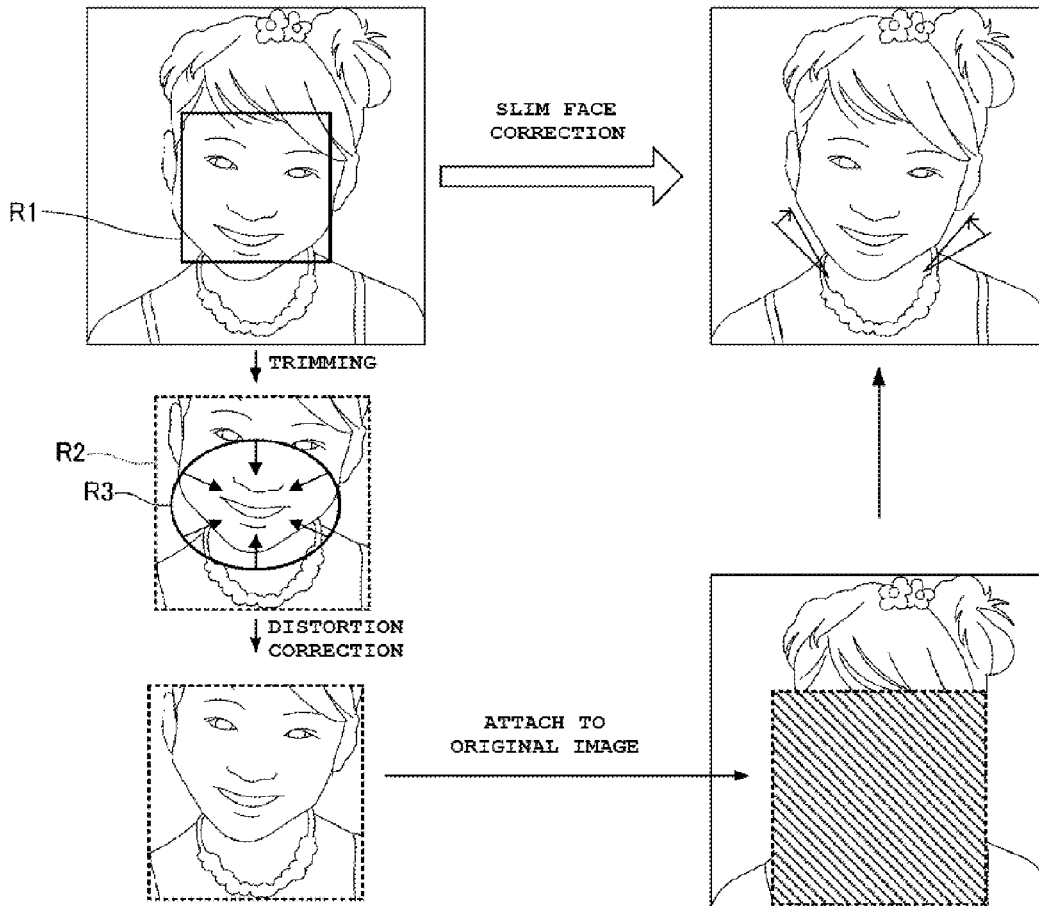 SLIM FACE
CORRECTION
R1
TRIMMING
R2
R3
DISTORTION
CORRECTION
ATTACH TO
ORIGINAL IMAGE